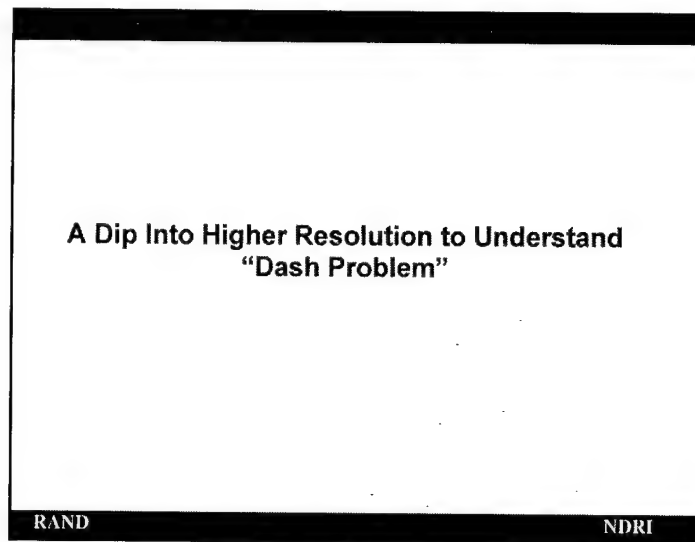 A Dip Into Higher Resolution to Understand
“Dash Problem”
RAND
NDRI